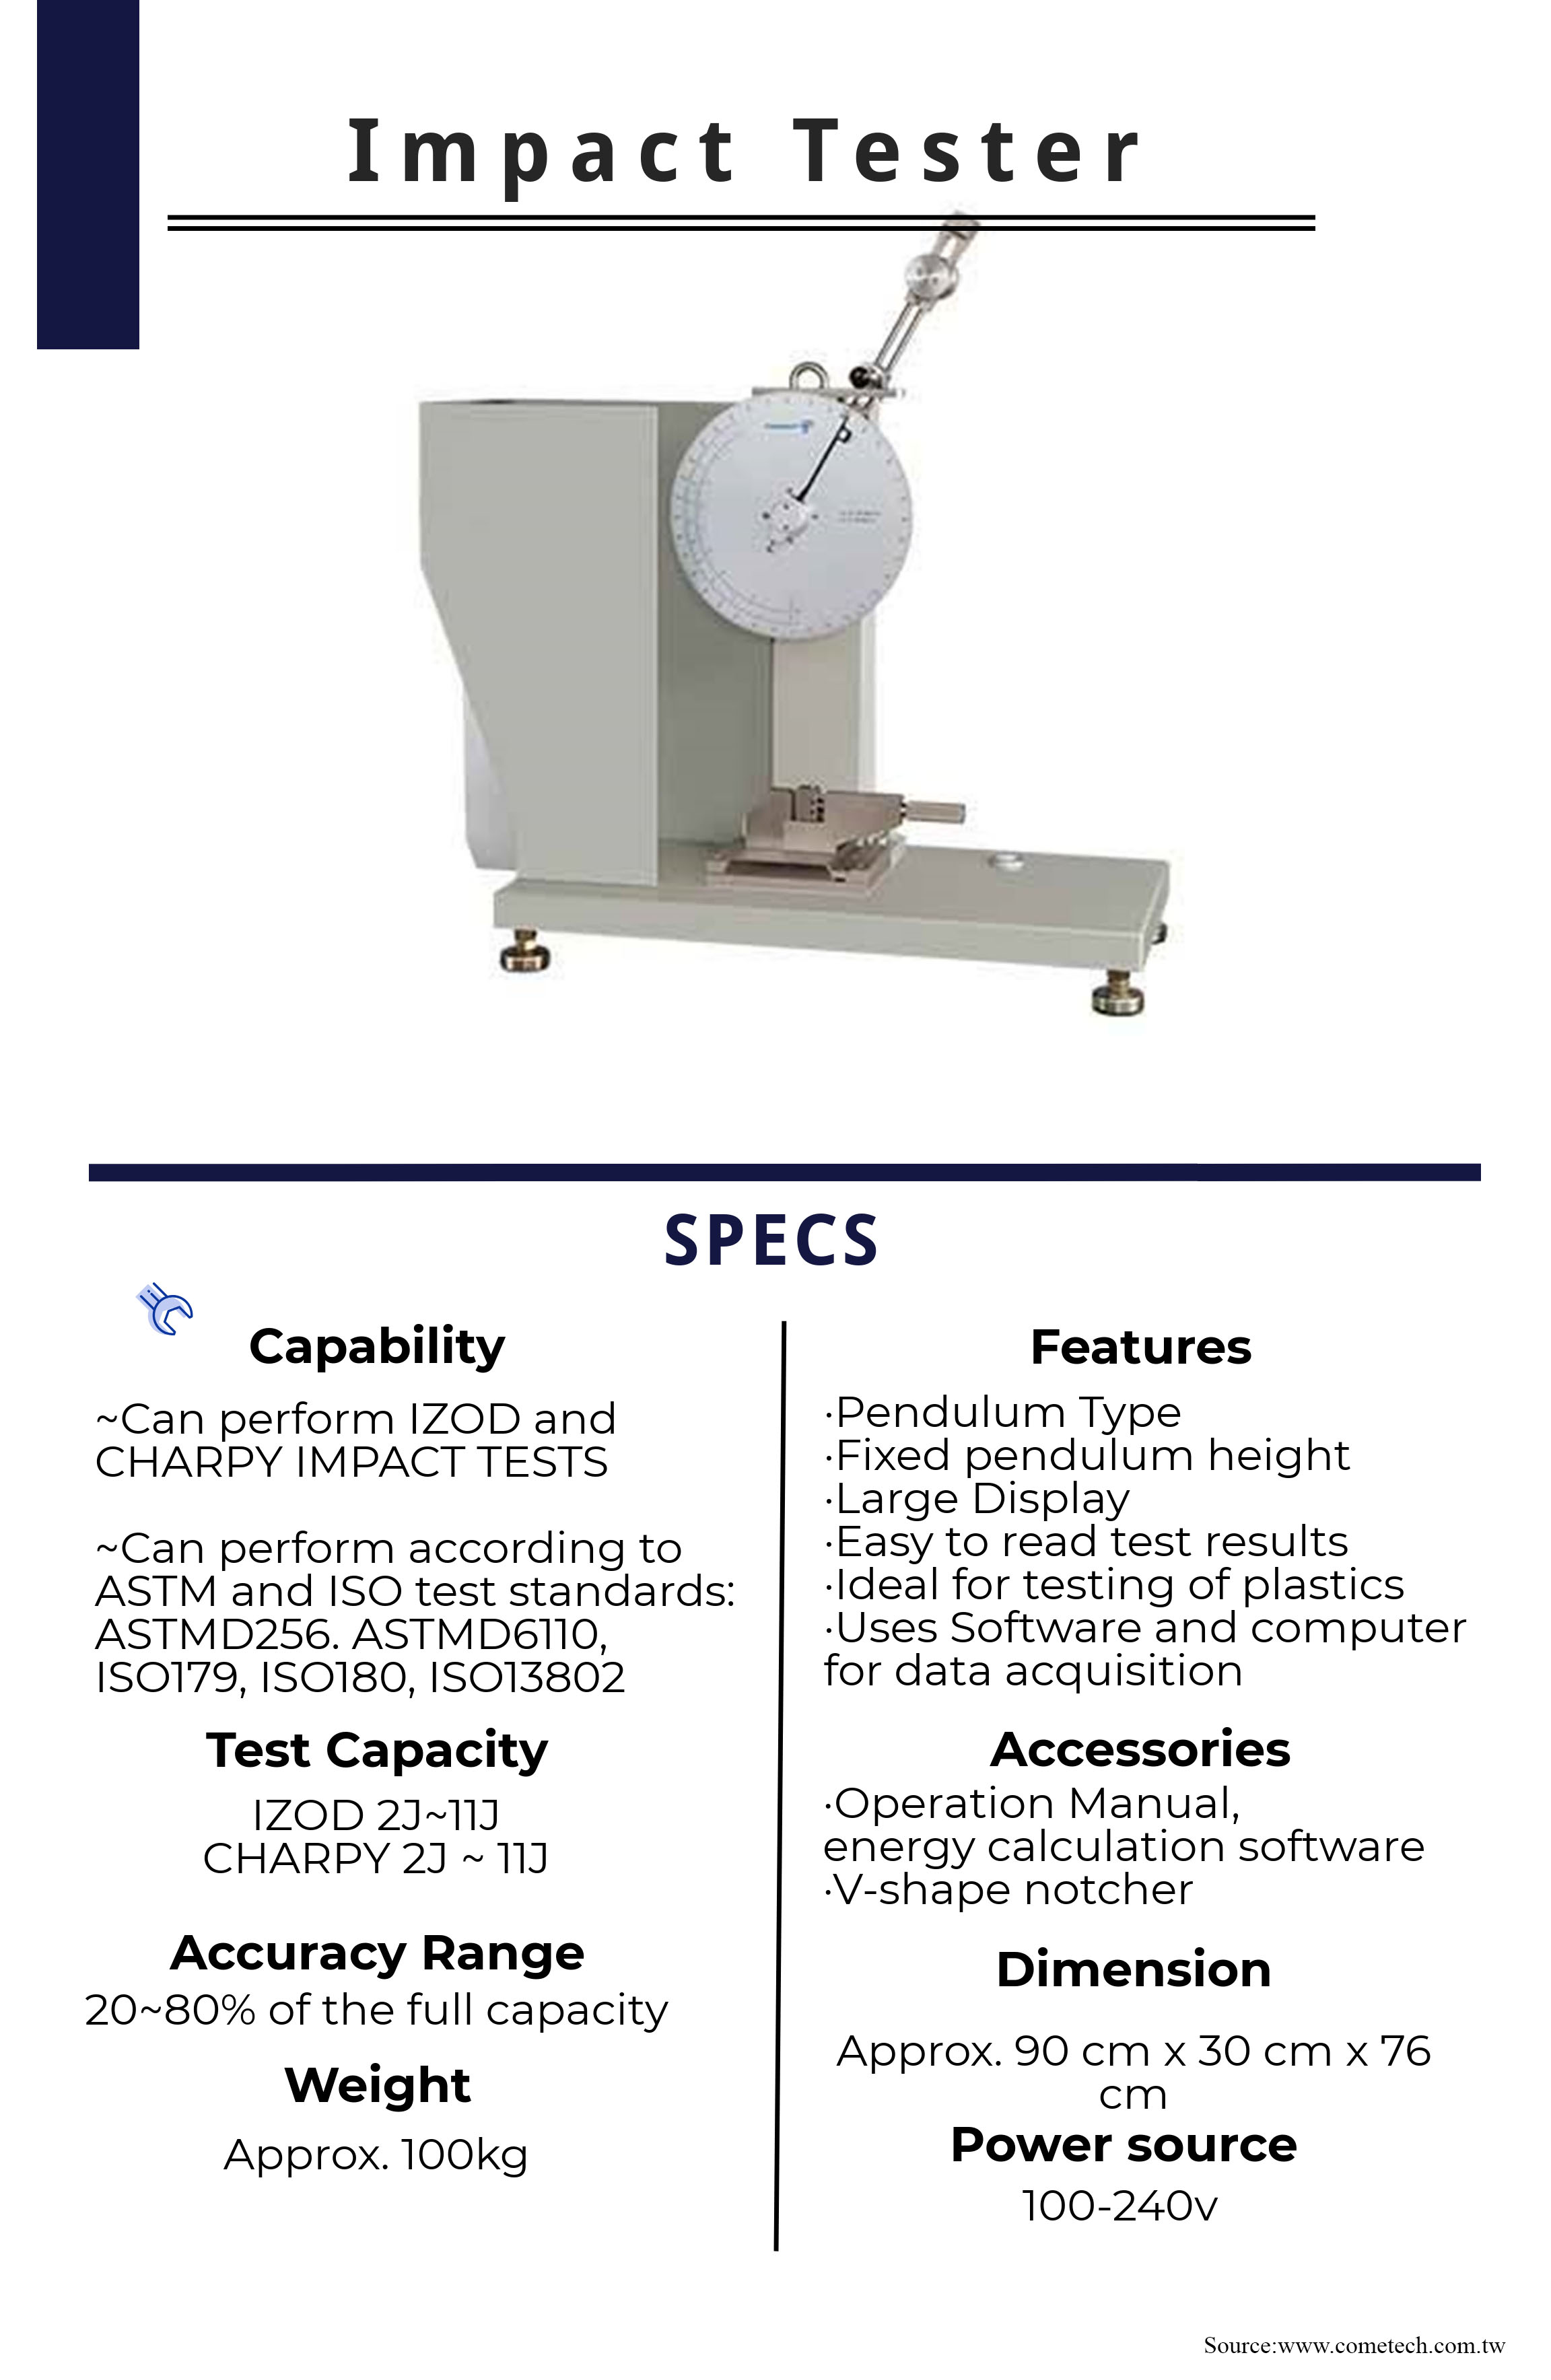 Impact Tester
SPECS
Capability
~Can perform IZOD and
CHARPY IMPACT TESTS
~Can perform according to
ASTM and ISO test standards:
ASTMD256. ASTMD6110,
ISO179, ISO180, ISO13802
Test Capacity
IZOD 2J~11J
CHARPY 2J ~ 11J
Accuracy Range
20~80% of the full capacity
Weight
Approx. 100kg
Features
·Pendulum Type
·Fixed pendulum height
·Large Display
·Easy to read test results
·Ideal for testing of plastics
·Uses Software and computer
for data acquisition
Accessories
·Operation Manual,
energy calculation software
·V-shape notcher
Dimension
Approx. 90 cm x 30 cm x 76
cm
Power source
100-240v
Source:www.cometech.com.tw